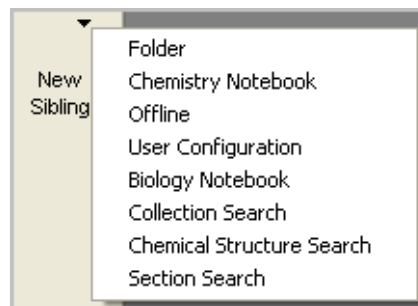 New
Sibling
Folder
Chemistry Notebook
Offline
User Configuration
Biology Notebook
Collection Search
Chemical Structure Search
Section Search